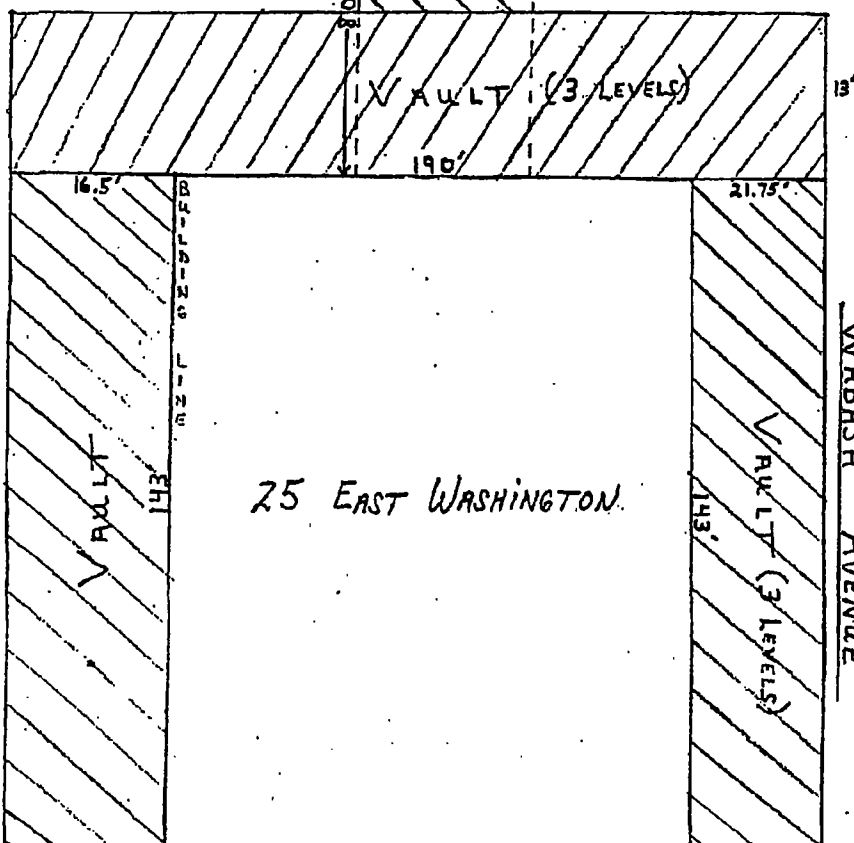 VAULT (3 LEVELS)
13'
190'
16.5'
21.75'
BUILDING LINE
VAULT
143
25 EAST WASHINGTON
143'
VAULT (3 LEVELS)
WABASH AVENUE